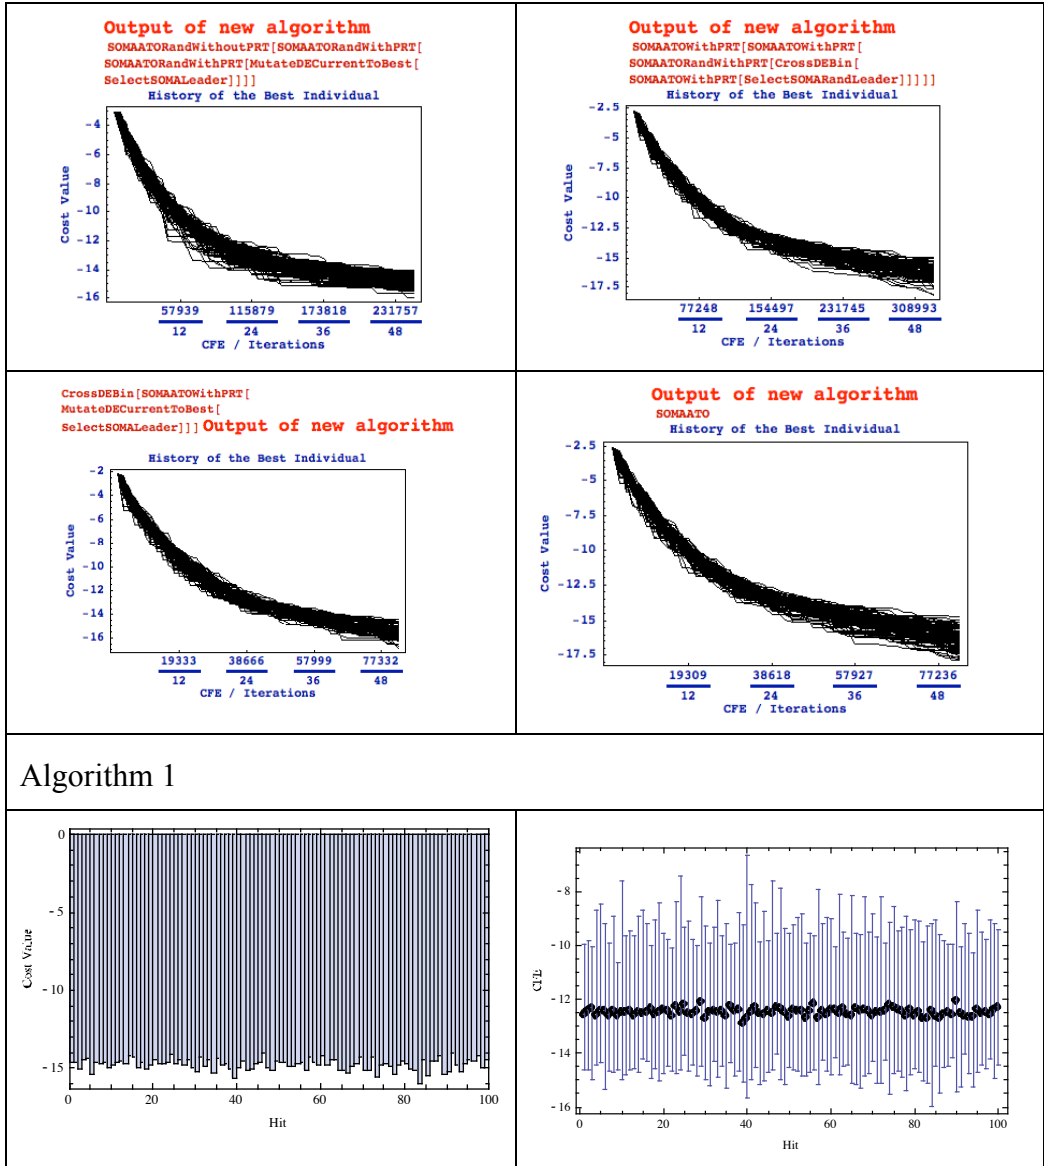 Output of new algorithm
SOMAATORandWithoutPRT[SOMAATORandWithPRT[
SOMAATORandWithPRT[MutateDECurrentToBest[
SelectSOMALeader]]]]
History of the Best Individual
Cost Value
-4
-6
-8
-10
-12
-14
-16
57939 115879 173818 231757
12 24 36 48
CFE / Iterations
Output of new algorithm
SOMAATOWithPRT[SOMAATOWithPRT[
SOMAATORandWithPRT[CrossDEBin[
SOMAATOWithPRT[SelectSOMARandLeader]]]]]
History of the Best Individual
Cost Value
-2.5
-5
-7.5
-10
-12.5
-15
-17.5
77248 154497 231745 308993
12 24 36 48
CFE / Iterations
CrossDEBin[SOMAATOWithPRT[
MutateDECurrentToBest[
SelectSOMALeader]]] Output of new algorithm
History of the Best Individual
Cost Value
-2
-4
-6
-8
-10
-12
-14
-16
19333 38666 57999 77332
12 24 36 48
CFE / Iterations
Output of new algorithm
SOMAATO
History of the Best Individual
Cost Value
-2.5
-5
-7.5
-10
-12.5
-15
-17.5
19309 38618 57927 77236
12 24 36 48
CFE / Iterations
Algorithm 1
Cost Value
0
-5
-10
-15
0 20 40 60 80 100
Hit
CFE
-8
-10
-12
-14
-16
0 20 40 60 80 100
Hit